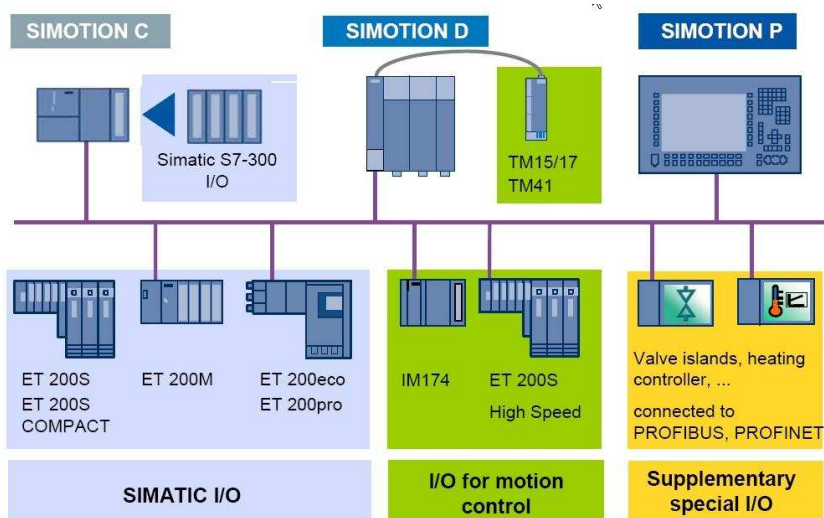 SIMOTION C
SIMOTION D
SIMOTION P
Simatic S7-300
I/O
TM15/17
TM41
ET 200S
ET 200S
COMPACT
ET 200M
ET 200eco
ET 200pro
IM174
ET 200S
High Speed
Valve islands, heating
controller, ...
connected to
PROFIBUS, PROFINET
SIMATIC I/O
I/O for motion
control
Supplementary
special I/O